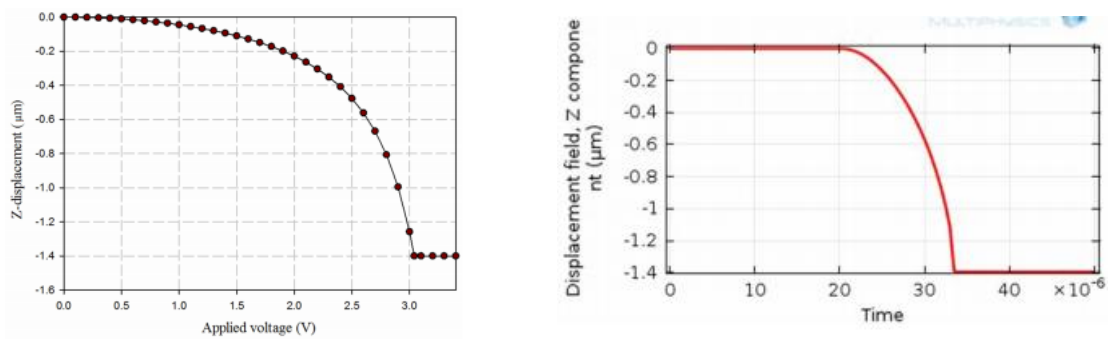 0.0
-0.2
-0.4
-0.6
-0.8
-1.0
-1.2
-1.4
-1.6
Z-displacement (μm)
0.0 0.5 1.0 1.5 2.0 2.5 3.0
Applied voltage (V)
MULTIPHYSICS
0
-0.2
-0.4
-0.6
-0.8
-1
-1.2
-1.4
Displacement field, Z compone
nt (μm)
0 10 20 30 40 ×10⁻⁶
Time